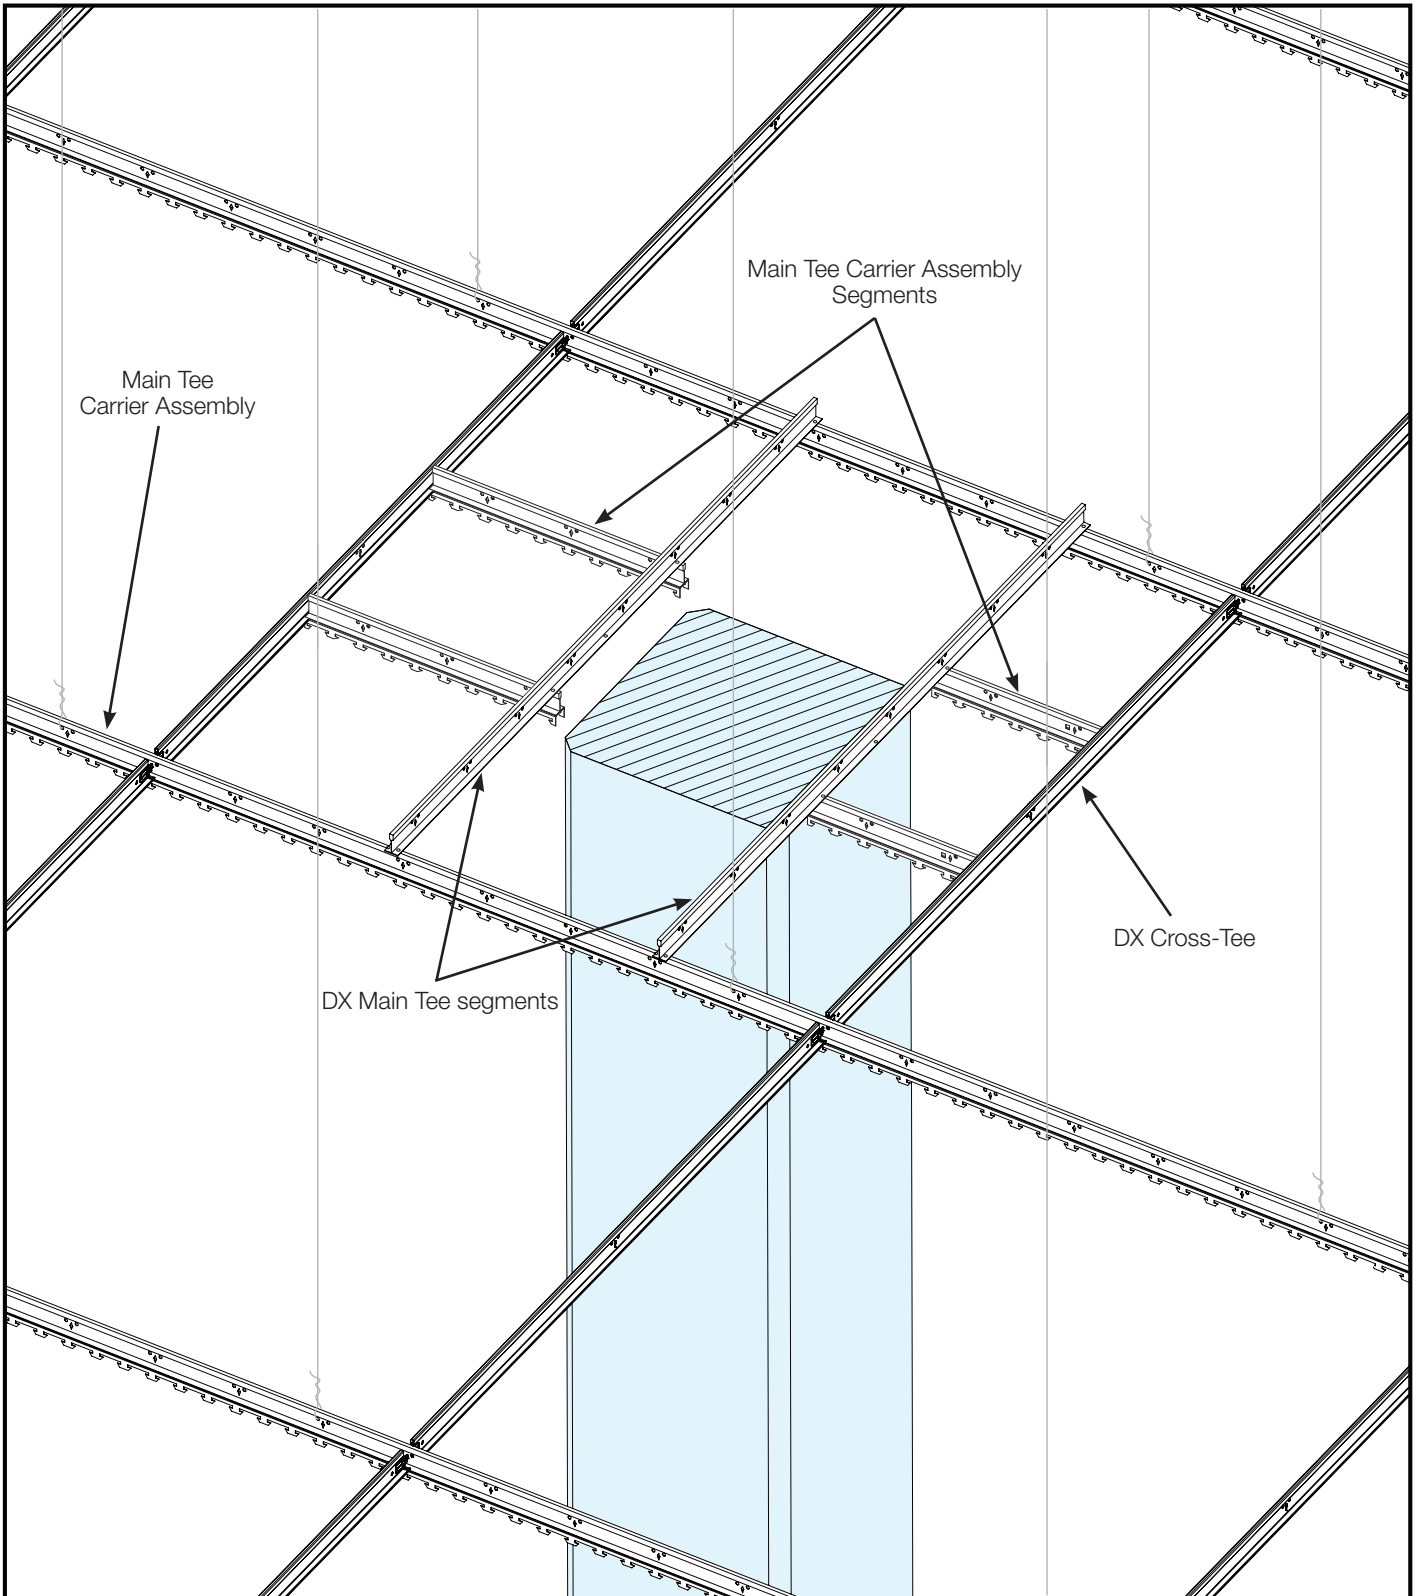 Main Tee Carrier Assembly
Segments
Main Tee
Carrier Assembly
DX Cross-Tee
DX Main Tee segments